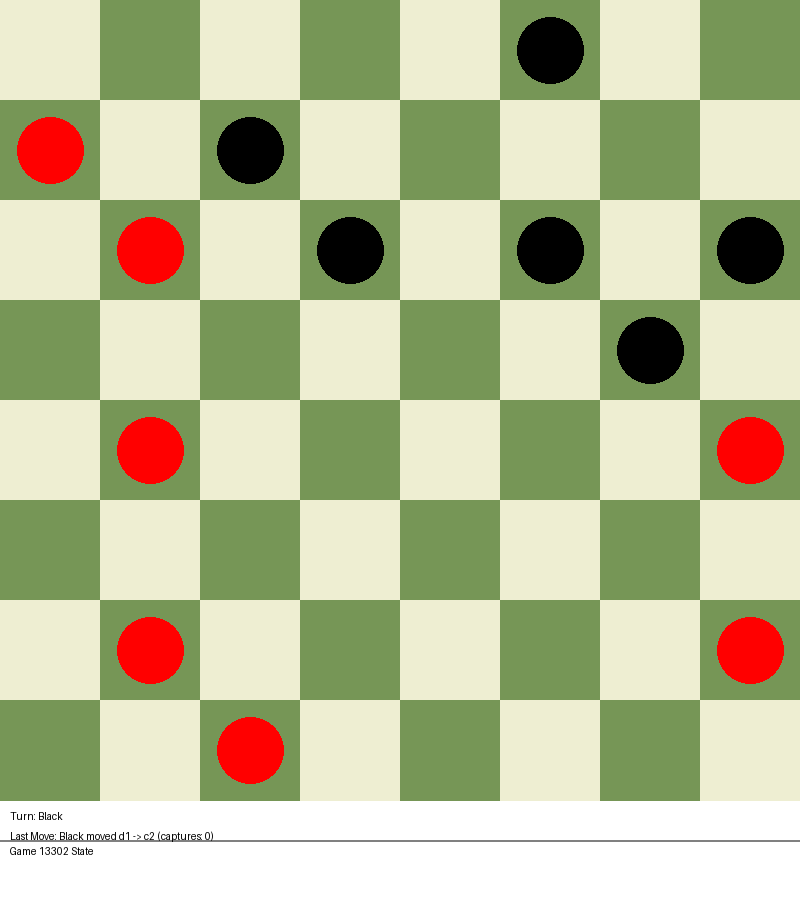 Turn: Black
Last Move: Black moved d1 -> c2 (captures: 0)
Game 13302 State